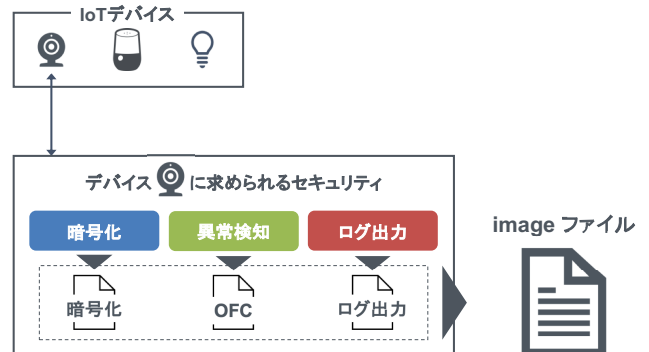 IoTデバイス
デバイス に求められるセキュリティ
暗号化 異常検知 ログ出力
image ファイル
暗号化 OFC ログ出力